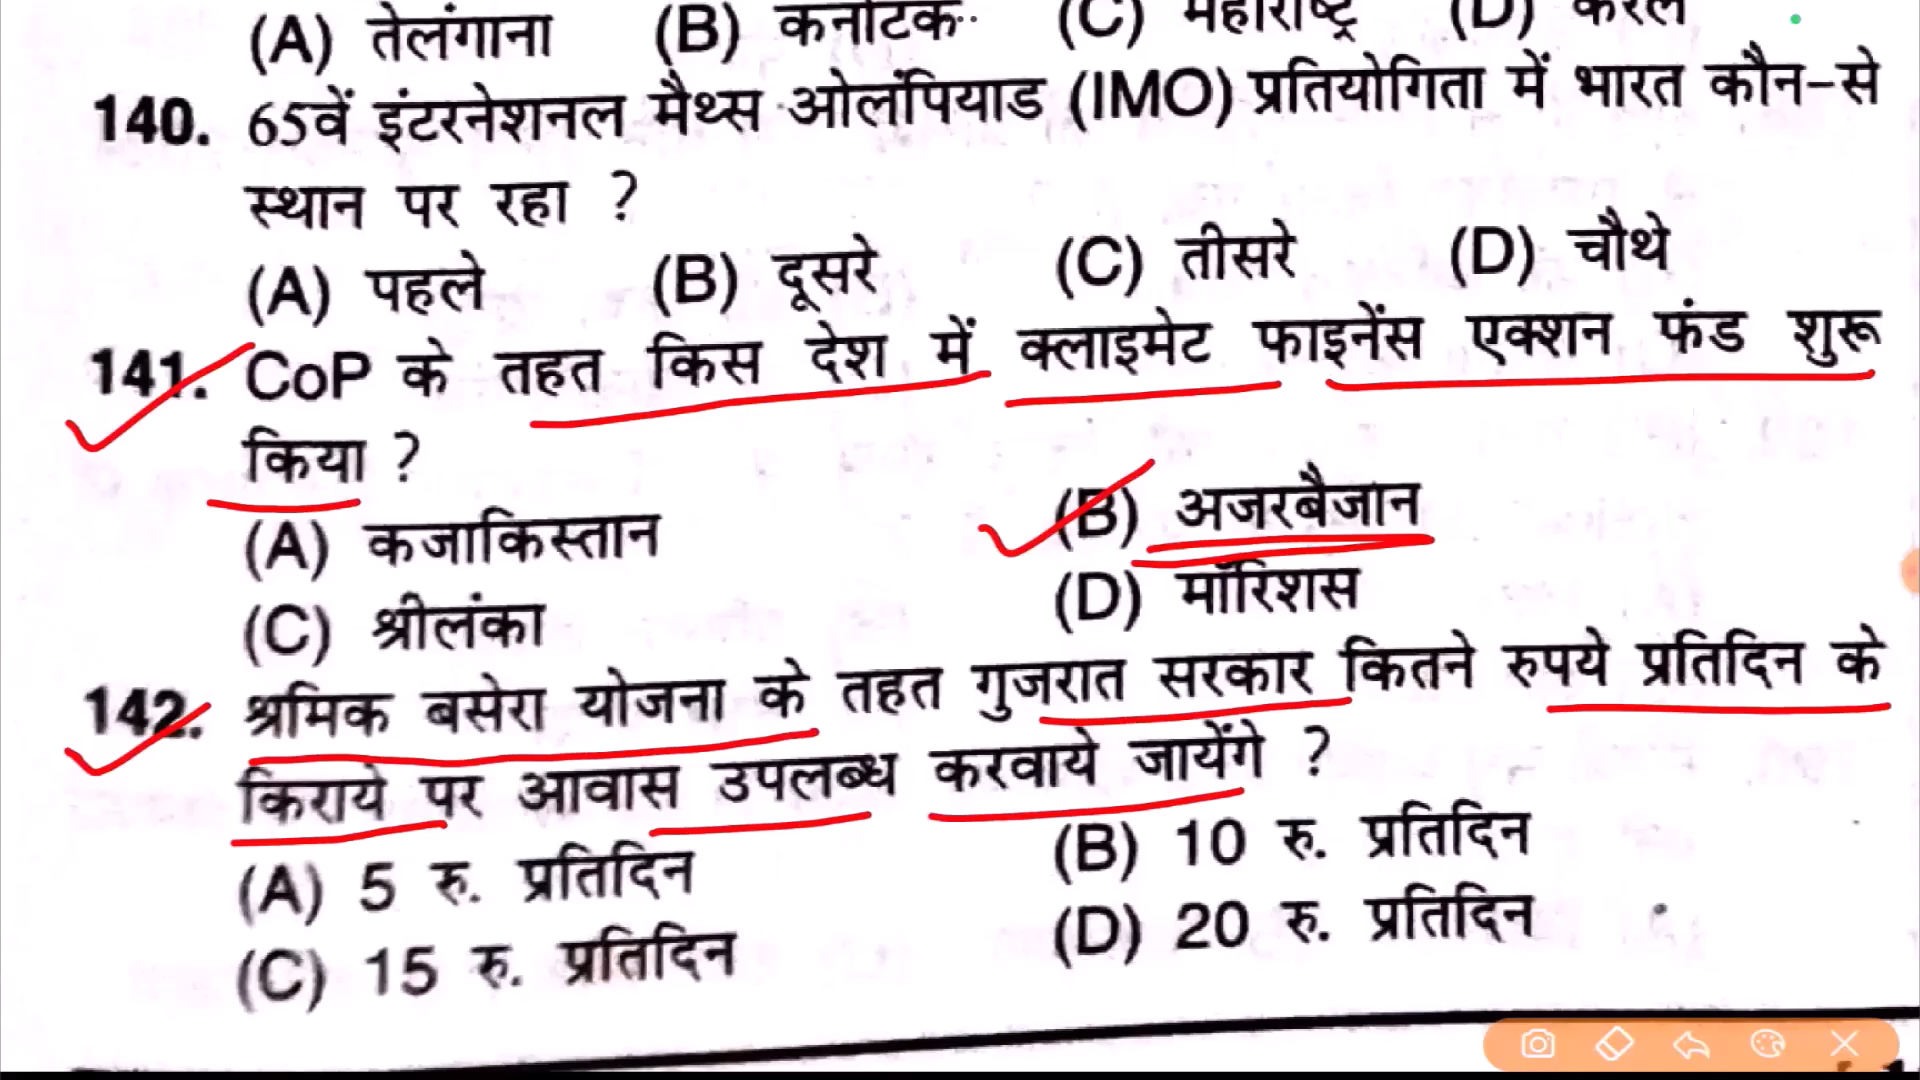 (A) तेलंगाना (B) कर्नाटक (C) महाराष्ट्र (D) केरल
140. 65वें इंटरनेशनल मैथ्स ओलंपियाड (IMO) प्रतियोगिता में भारत कौन-से
स्थान पर रहा ?
(A) पहले (B) दूसरे (C) तीसरे (D) चौथे
141. CoP के तहत किस देश में क्लाइमेट फाइनेंस एक्शन फंड शुरू
किया ?
(A) कजाकिस्तान (B) अजरबैजान
(C) श्रीलंका (D) मॉरिशस
142. श्रमिक बसेरा योजना के तहत गुजरात सरकार कितने रुपये प्रतिदिन के
किराये पर आवास उपलब्ध करवाये जायेंगे ?
(A) 5 रु. प्रतिदिन (B) 10 रु. प्रतिदिन
(C) 15 रु. प्रतिदिन (D) 20 रु. प्रतिदिन